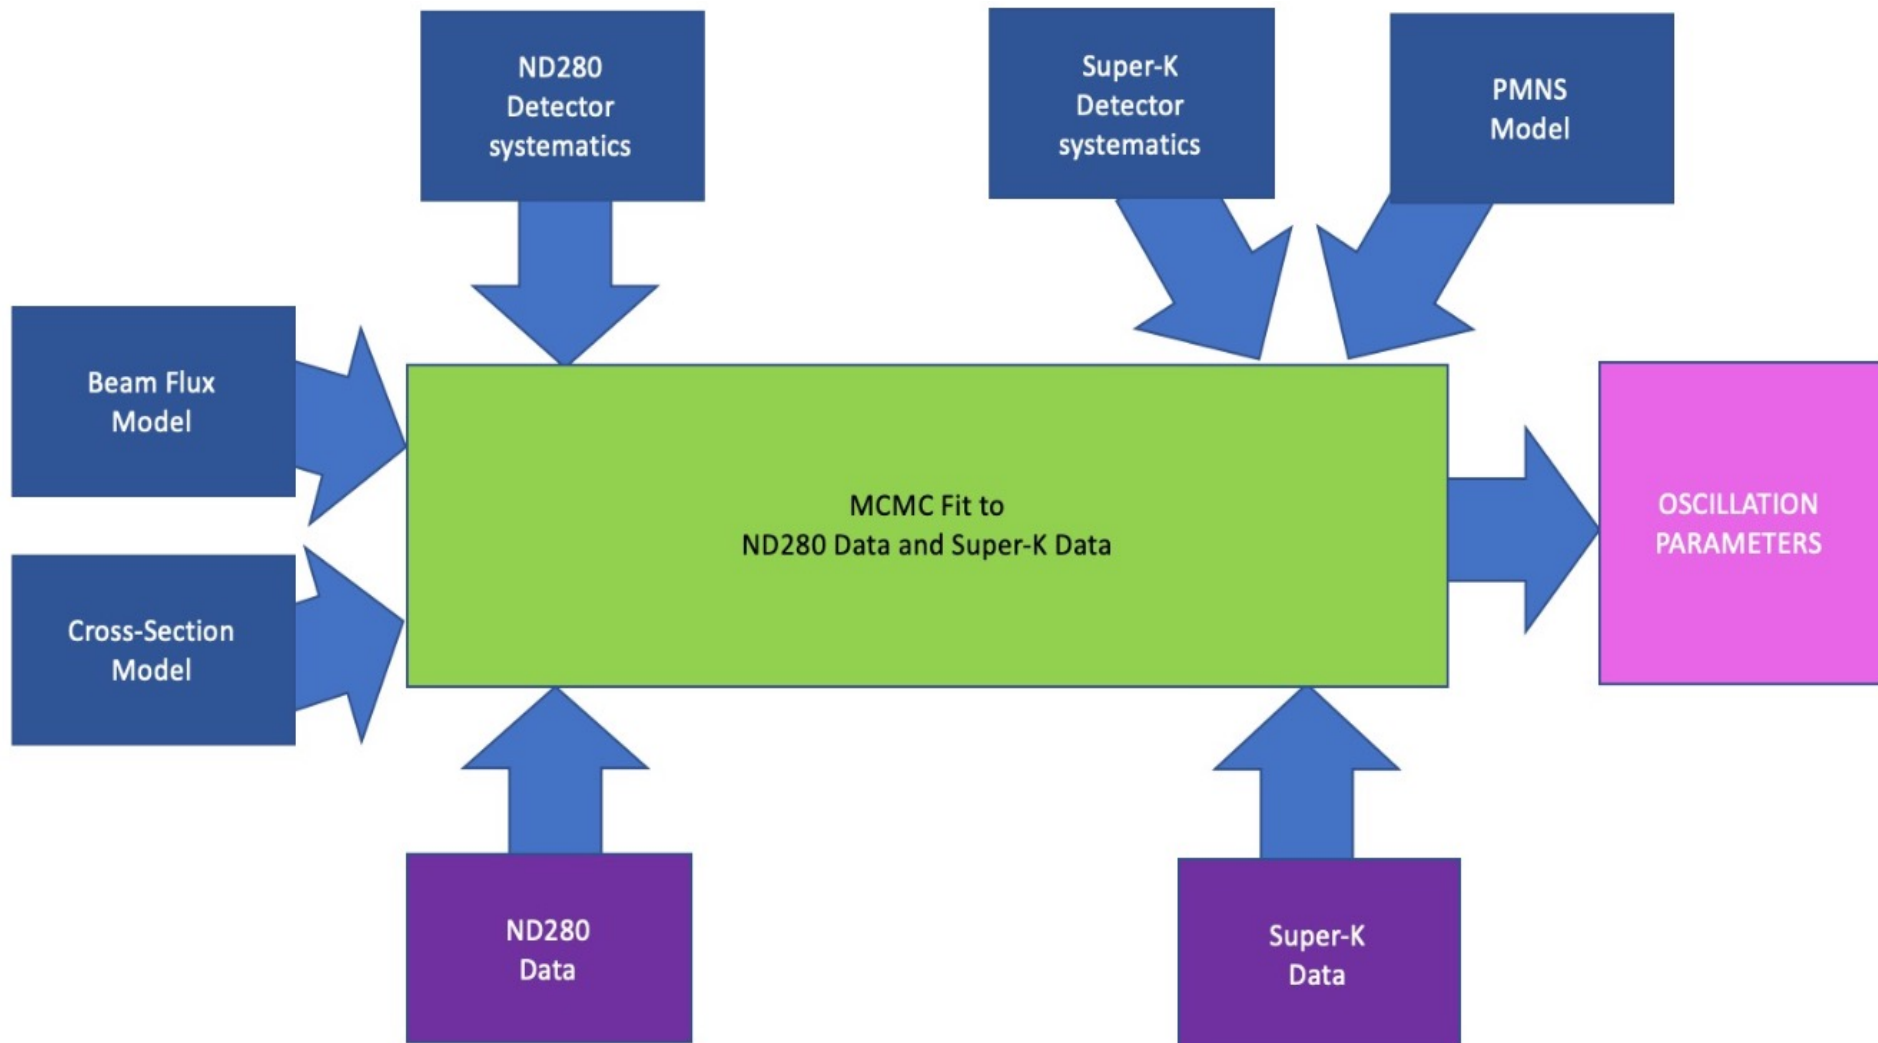 ND280
Detector
systematics
Super-K
Detector
systematics
PMNS
Model
Beam Flux
Model
Cross-Section
Model
MCMC Fit to
ND280 Data and Super-K Data
OSCILLATION
PARAMETERS
ND280
Data
Super-K
Data